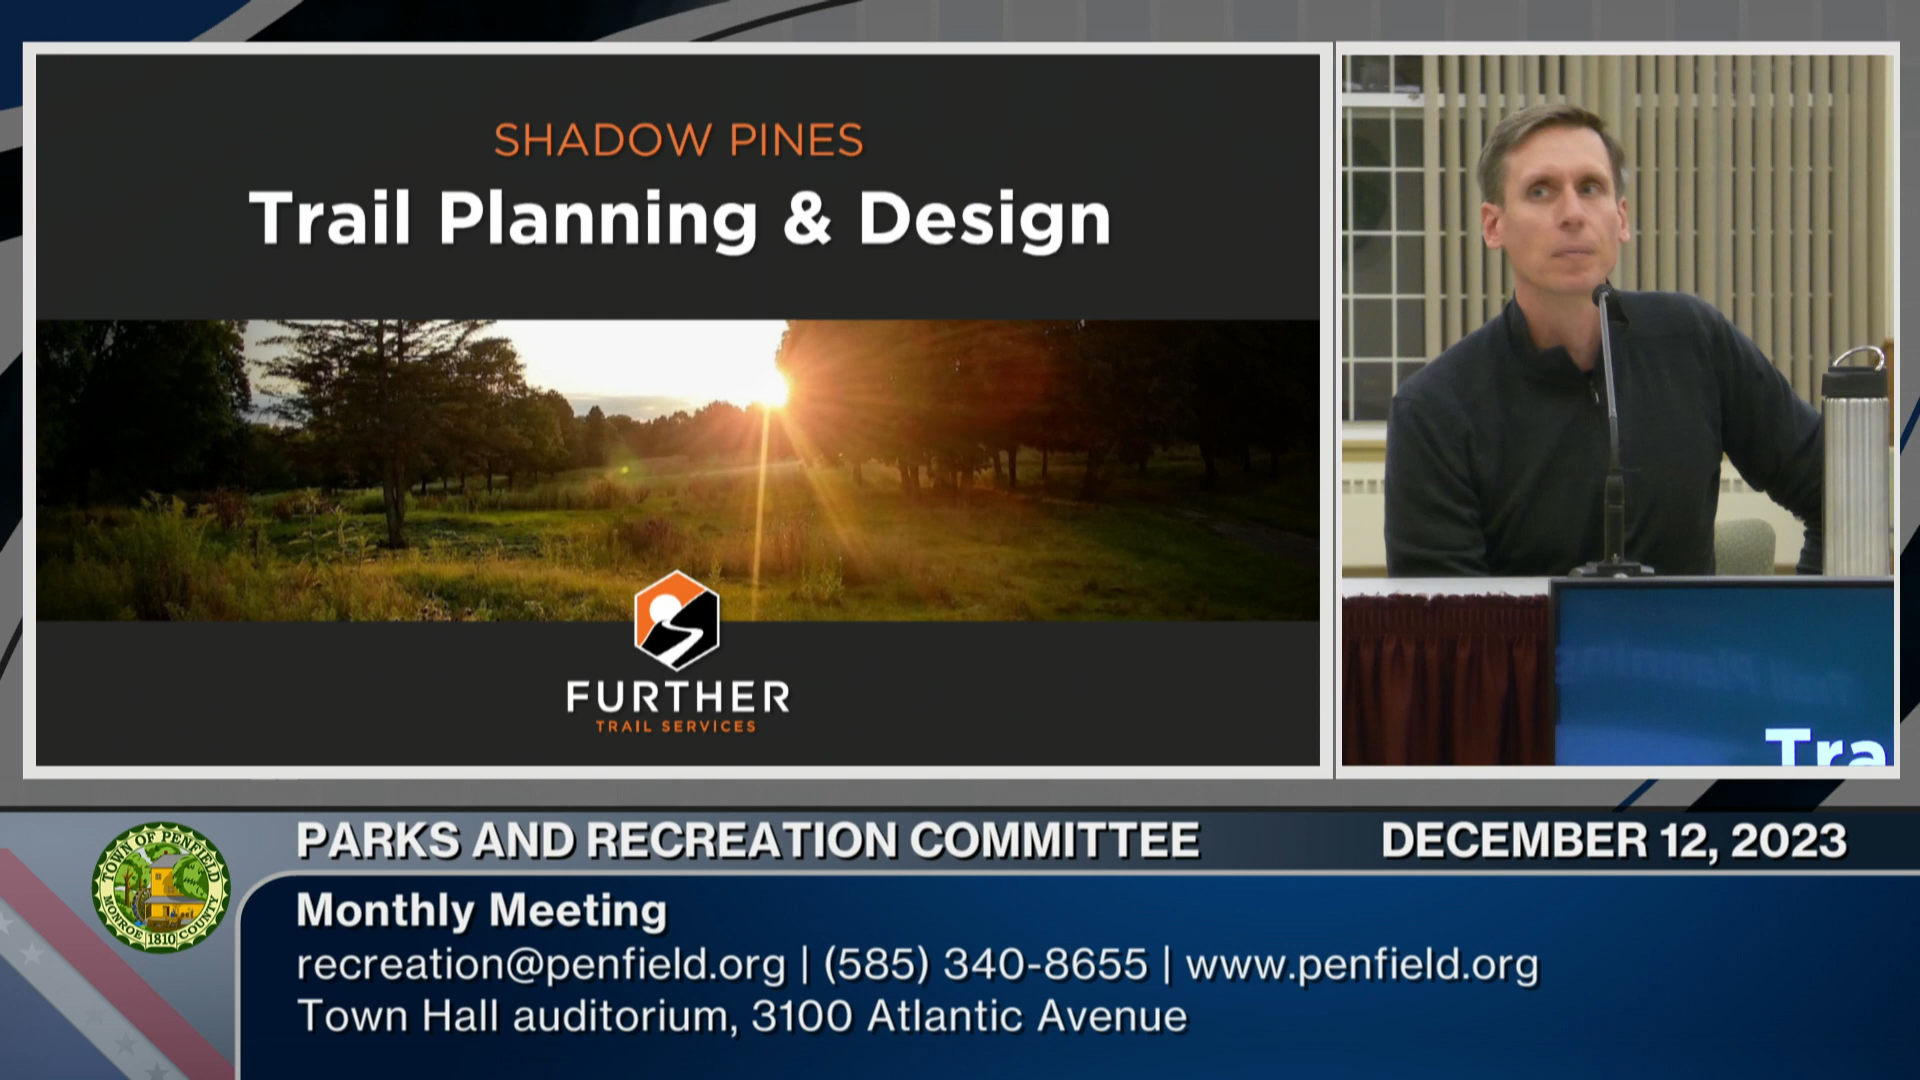 SHADOW PINES
Trail Planning & Design
FURTHER
TRAIL SERVICES
Tra
TOWN OF PENFIELD
MONROE 1810 COUNTY
PARKS AND RECREATION COMMITTEE
DECEMBER 12, 2023
Monthly Meeting
recreation@penfield.org | (585) 340-8655 | www.penfield.org
Town Hall auditorium, 3100 Atlantic Avenue